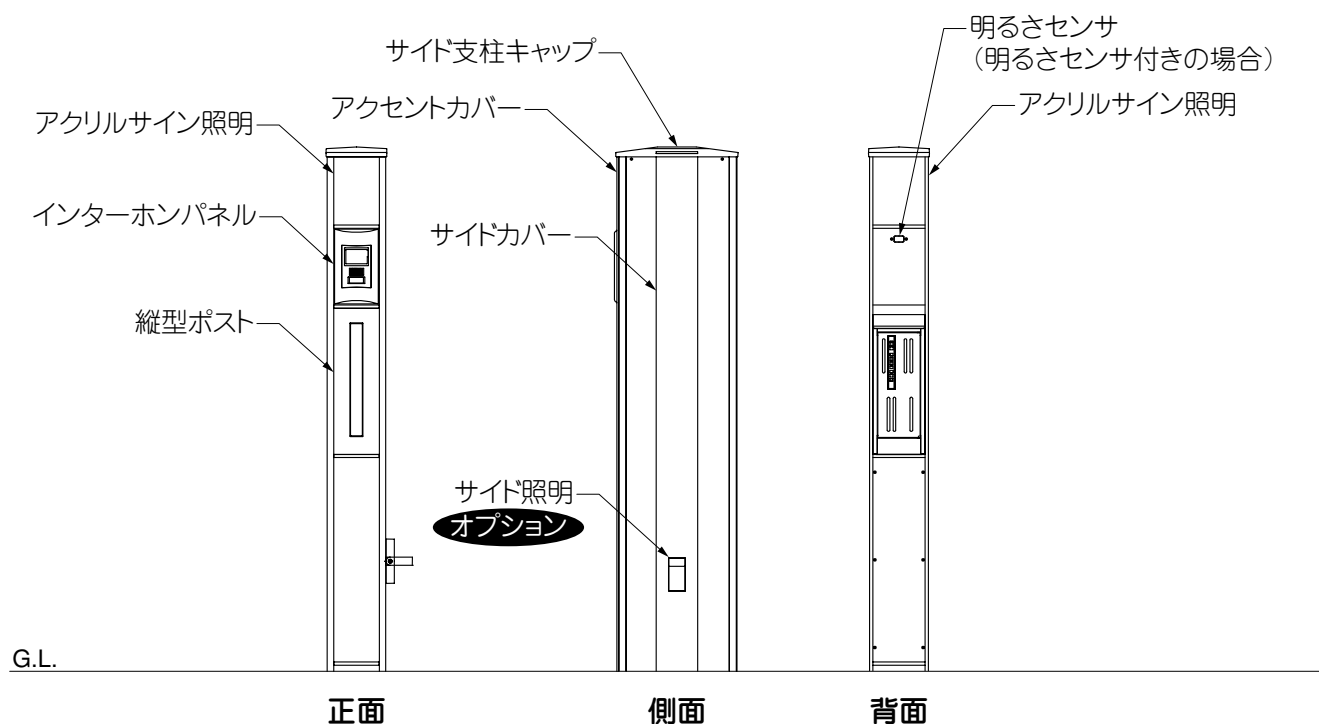 明るさセンサ
（明るさセンサ付きの場合）
サイド支柱キャップ
アクセントカバー
アクリルサイン照明
アクリルサイン照明
インターホンパネル
サイドカバー
縦型ポスト
サイド照明
オプション
G.L.
正面
側面
背面